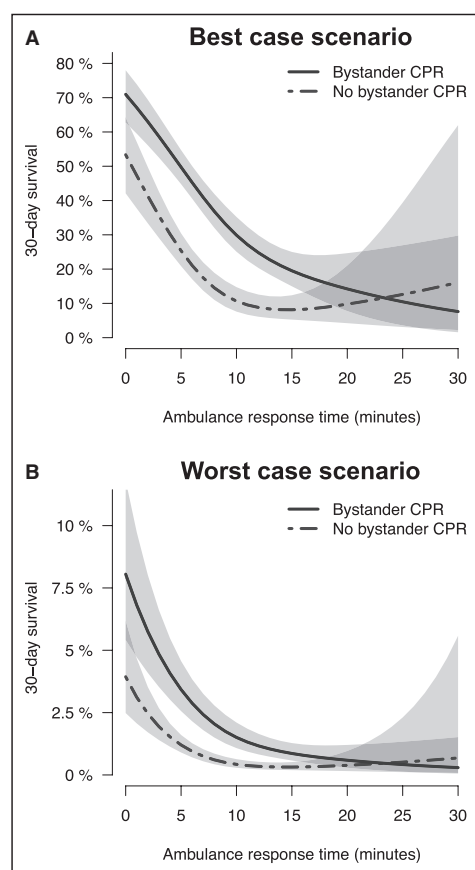 A
Best case scenario
Bystander CPR
No bystander CPR
80 %
70 %
60 %
50 %
40 %
30 %
20 %
10 %
0 %
30–day survival
0 5 10 15 20 25 30
Ambulance response time (minutes)
B
Worst case scenario
Bystander CPR
No bystander CPR
10 %
7.5 %
5 %
2.5 %
0 %
30–day survival
0 5 10 15 20 25 30
Ambulance response time (minutes)